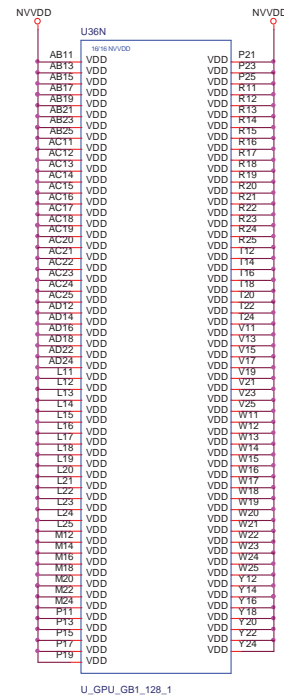 NVVDD NVVDD
U36N
16/16 NVVDD
AB11 VDD VDD P21
AB13 VDD VDD P23
AB15 VDD VDD P25
AB17 VDD VDD R11
AB19 VDD VDD R12
AB21 VDD VDD R13
AB23 VDD VDD R14
AB25 VDD VDD R15
AC11 VDD VDD R16
AC12 VDD VDD R17
AC13 VDD VDD R18
AC14 VDD VDD R19
AC15 VDD VDD R20
AC16 VDD VDD R21
AC17 VDD VDD R22
AC18 VDD VDD R23
AC19 VDD VDD R24
AC20 VDD VDD R25
AC21 VDD VDD T12
AC22 VDD VDD T14
AC23 VDD VDD T16
AC24 VDD VDD T18
AC25 VDD VDD T20
AD12 VDD VDD T22
AD14 VDD VDD T24
AD16 VDD VDD V11
AD18 VDD VDD V13
AD22 VDD VDD V15
AD24 VDD VDD V17
L11 VDD VDD V19
L12 VDD VDD V21
L13 VDD VDD V23
L14 VDD VDD V25
L15 VDD VDD W11
L16 VDD VDD W12
L17 VDD VDD W13
L18 VDD VDD W14
L19 VDD VDD W15
L20 VDD VDD W16
L21 VDD VDD W17
L22 VDD VDD W18
L23 VDD VDD W19
L24 VDD VDD W20
L25 VDD VDD W21
M12 VDD VDD W22
M14 VDD VDD W23
M16 VDD VDD W24
M18 VDD VDD W25
M20 VDD VDD Y12
M22 VDD VDD Y14
M24 VDD VDD Y16
P11 VDD VDD Y18
P13 VDD VDD Y20
P15 VDD VDD Y22
P17 VDD VDD Y24
P19 VDD
U_GPU_GB1_128_1